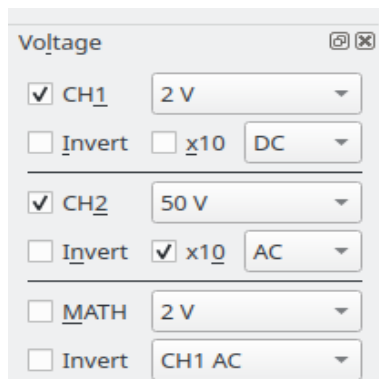 Voltage
CH1 2 V
Invert x10 DC
CH2 50 V
Invert x10 AC
MATH 2 V
Invert CH1 AC